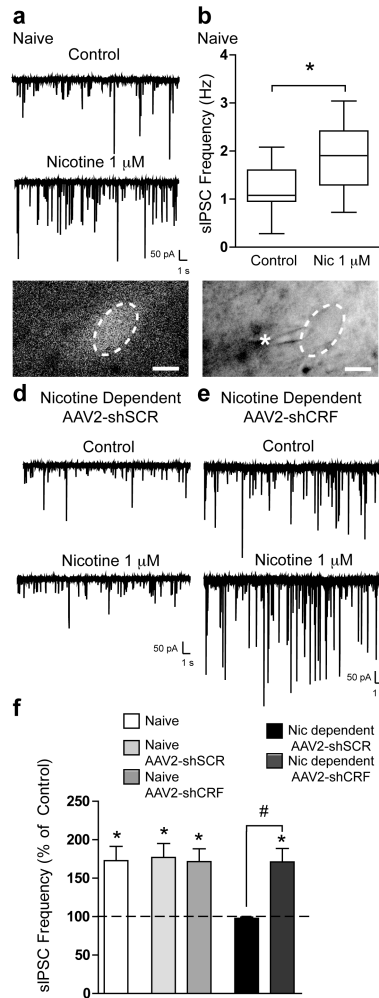 a
Naive
Control
Nicotine 1 µM
50 pA
1 s
b
Naive
sIPSC Frequency (Hz)
4
3
2
1
0
*
Control
Nic 1 µM
*
d
Nicotine Dependent
AAV2-shSCR
Control
Nicotine 1 µM
50 pA
1 s
e
Nicotine Dependent
AAV2-shCRF
Control
Nicotine 1 µM
50 pA
1 s
f
Naive
Naive
AAV2-shSCR
Naive
AAV2-shCRF
Nic dependent
AAV2-shSCR
Nic dependent
AAV2-shCRF
sIPSC Frequency (% of Control)
250
200
150
100
50
0
*
*
*
#
*